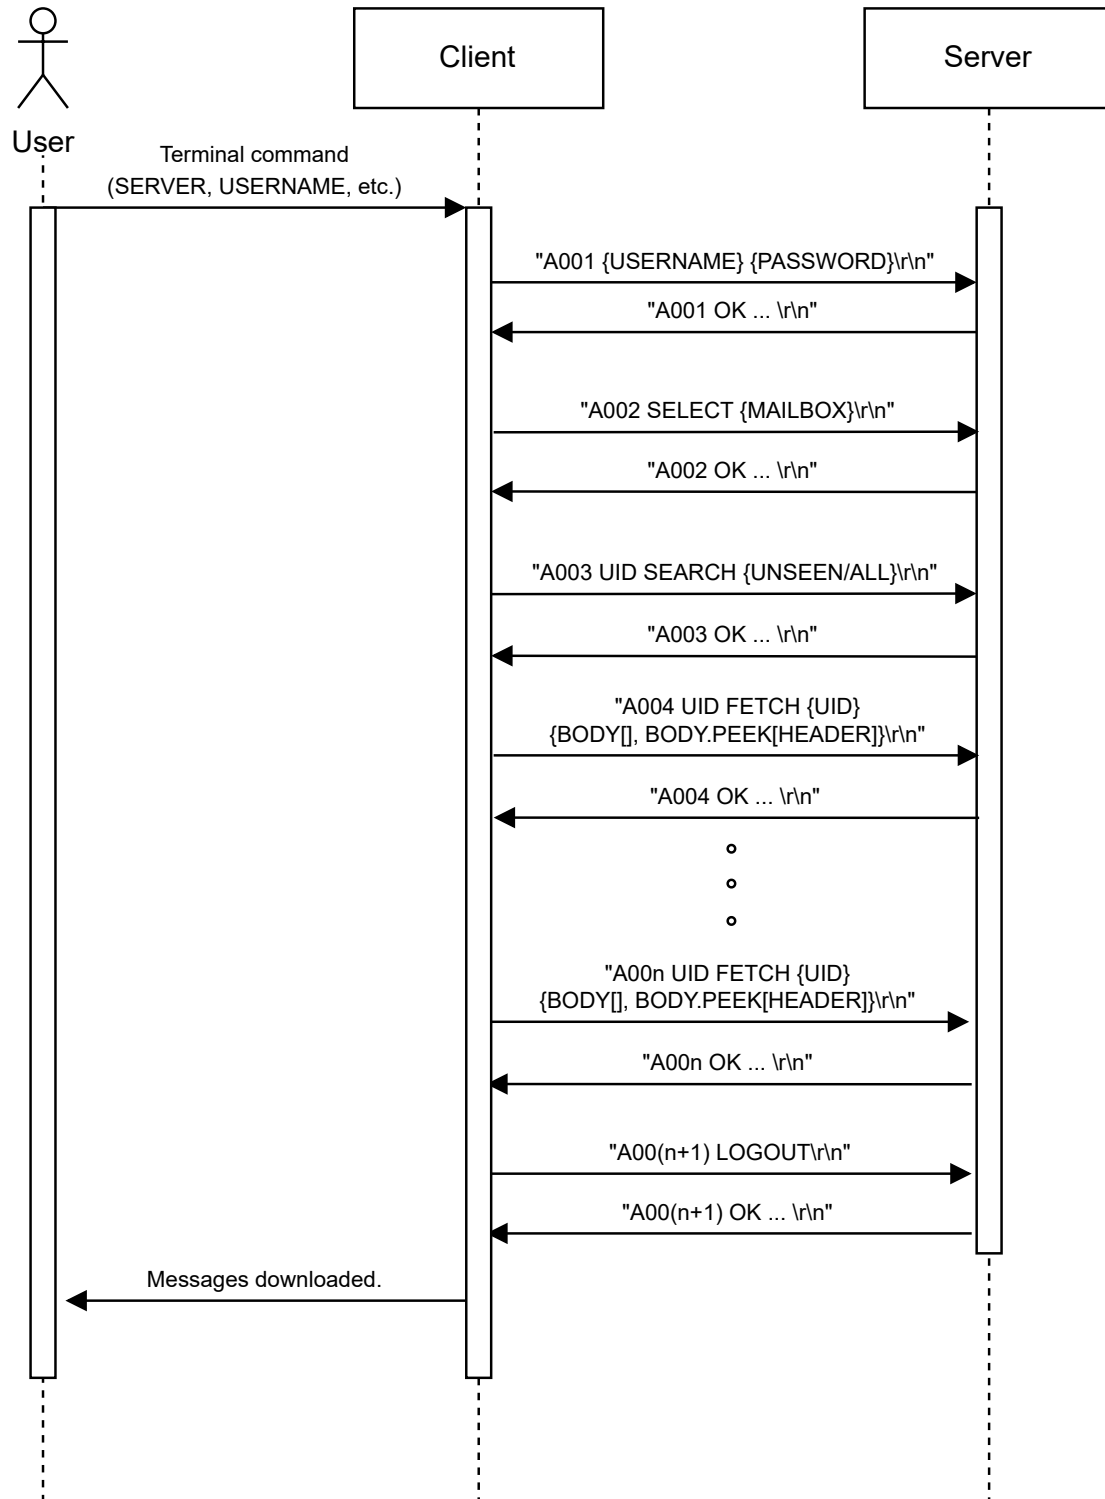 Client
Server
User
Terminal command
(SERVER, USERNAME, etc.)
"A001 {USERNAME} {PASSWORD}\r\n"
"A001 OK ... \r\n"
"A002 SELECT {MAILBOX}\r\n"
"A002 OK ... \r\n"
"A003 UID SEARCH {UNSEEN/ALL}\r\n"
"A003 OK ... \r\n"
"A004 UID FETCH {UID}
{BODY[], BODY.PEEK[HEADER]}\r\n"
"A004 OK ... \r\n"
"A00n UID FETCH {UID}
{BODY[], BODY.PEEK[HEADER]}\r\n"
"A00n OK ... \r\n"
"A00(n+1) LOGOUT\r\n"
"A00(n+1) OK ... \r\n"
Messages downloaded.